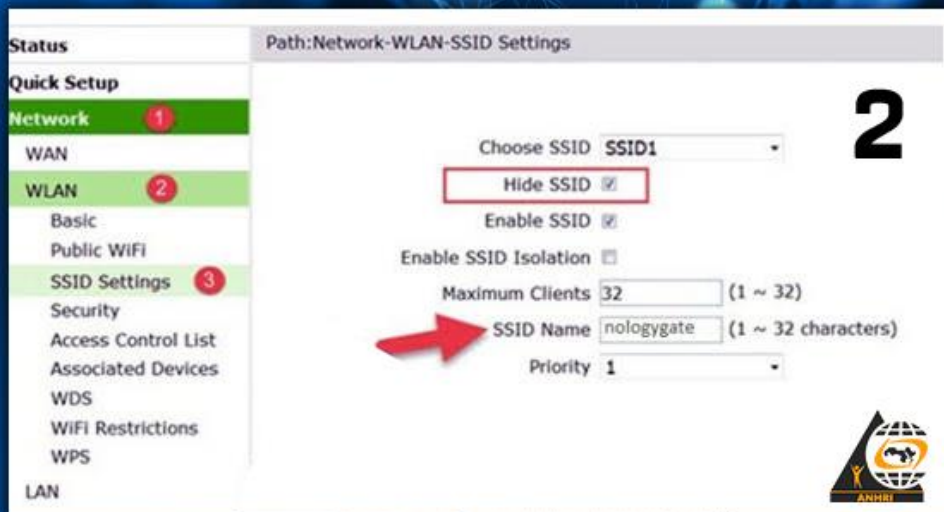 Status
Path:Network-WLAN-SSID Settings
Quick Setup
Network 1
WAN
WLAN 2
Basic
Public WiFi
SSID Settings 3
Security
Access Control List
Associated Devices
WDS
WiFi Restrictions
WPS
LAN
2
Choose SSID SSID1
Hide SSID
Enable SSID
Enable SSID Isolation
Maximum Clients 32 (1 ~ 32)
SSID Name nologygate (1 ~ 32 characters)
Priority 1
ANHRI